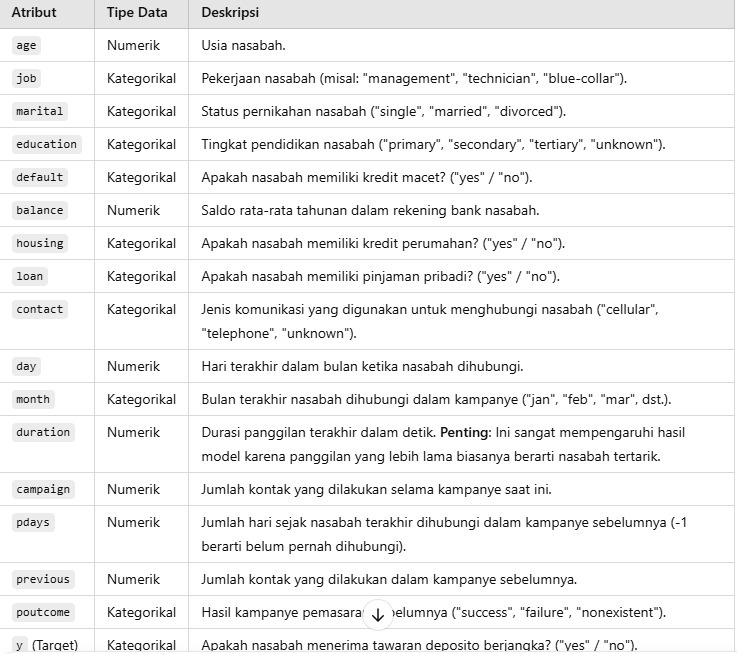 Atribut Tipe Data Deskripsi
age Numerik Usia nasabah.
job Kategorikal Pekerjaan nasabah (misal: "management", "technician", "blue-collar").
marital Kategorikal Status pernikahan nasabah ("single", "married", "divorced").
education Kategorikal Tingkat pendidikan nasabah ("primary", "secondary", "tertiary", "unknown").
default Kategorikal Apakah nasabah memiliki kredit macet? ("yes" / "no").
balance Numerik Saldo rata-rata tahunan dalam rekening bank nasabah.
housing Kategorikal Apakah nasabah memiliki kredit perumahan? ("yes" / "no").
loan Kategorikal Apakah nasabah memiliki pinjaman pribadi? ("yes" / "no").
contact Kategorikal Jenis komunikasi yang digunakan untuk menghubungi nasabah ("cellular",
"telephone", "unknown").
day Numerik Hari terakhir dalam bulan ketika nasabah dihubungi.
month Kategorikal Bulan terakhir nasabah dihubungi dalam kampanye ("jan", "feb", "mar", dst.).
duration Numerik Durasi panggilan terakhir dalam detik. Penting: Ini sangat mempengaruhi hasil
model karena panggilan yang lebih lama biasanya berarti nasabah tertarik.
campaign Numerik Jumlah kontak yang dilakukan selama kampanye saat ini.
pdays Numerik Jumlah hari sejak nasabah terakhir dihubungi dalam kampanye sebelumnya (-1
berarti belum pernah dihubungi).
previous Numerik Jumlah kontak yang dilakukan dalam kampanye sebelumnya.
poutcome Kategorikal Hasil kampanye ("success", "failure", "nonexistent").
y (Target) Kategorikal Apakah nasabah menerima tawaran deposito berjangka? ("yes" / "no").